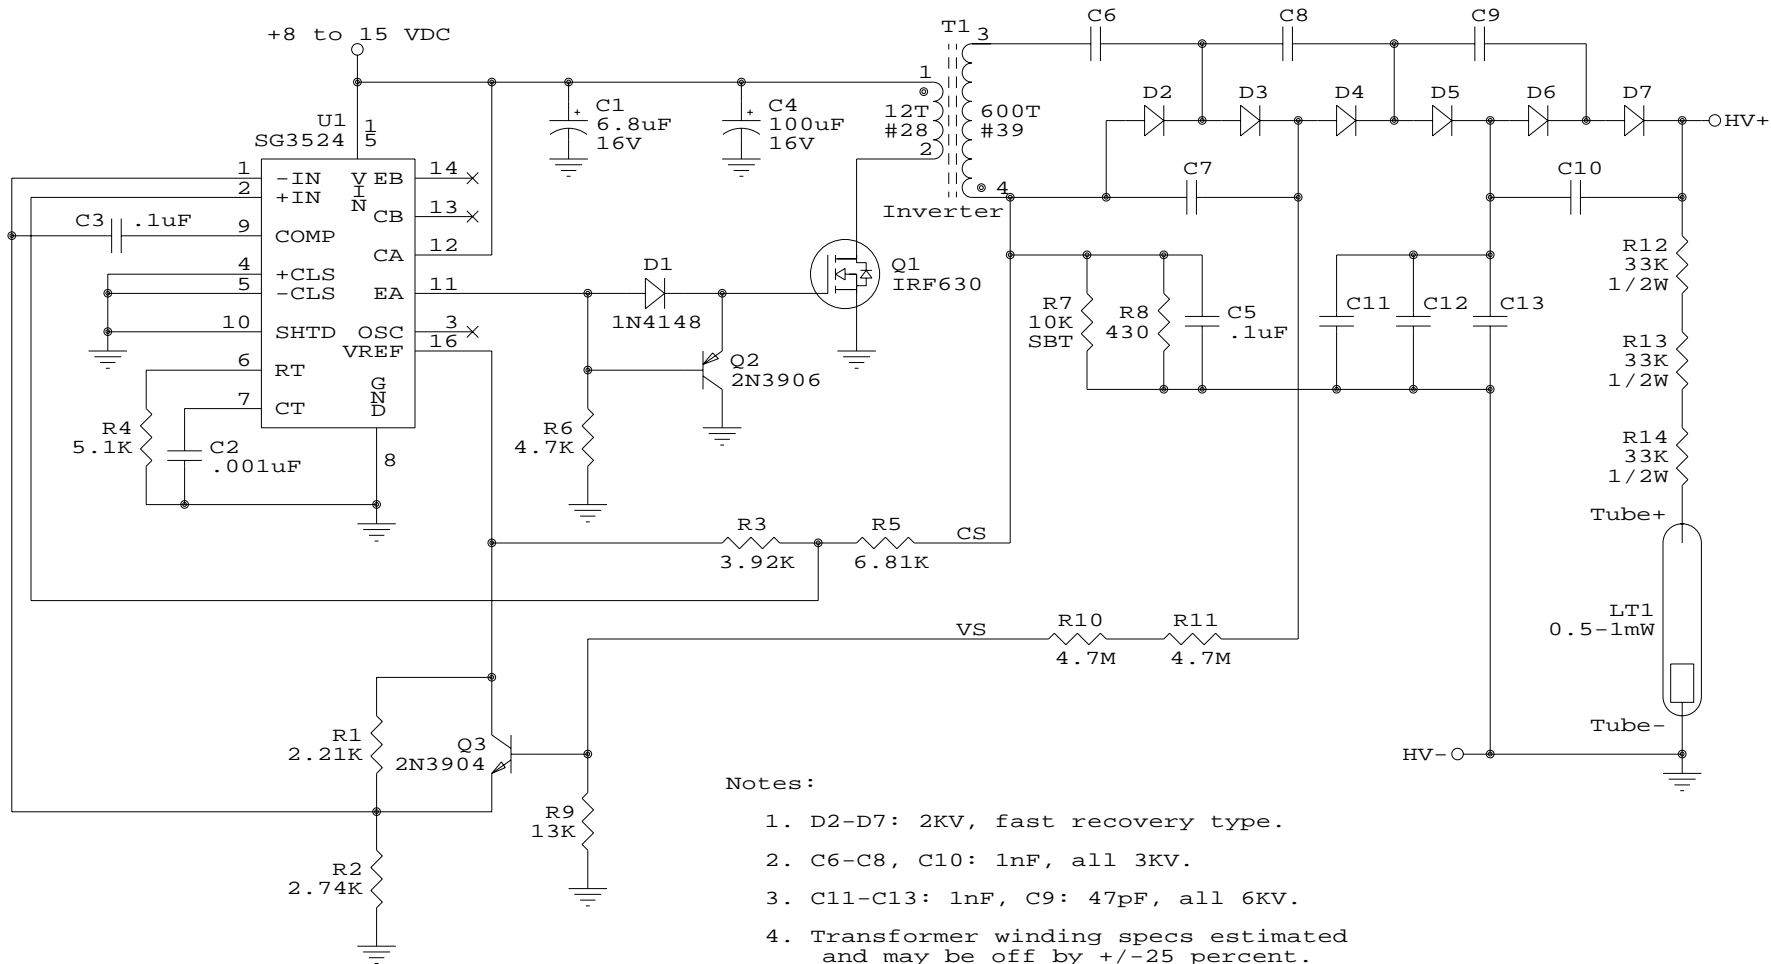 +8 to 15 VDC
U1
SG3524
1
5
1
-IN
2
+IN
9
COMP
4
+CLS
5
-CLS
10
SHTD
6
RT
7
CT
VIN
EB
14
CB
13
CA
12
EA
11
OSC
3
VREF
16
GND
8
C3 .1uF
R4
5.1K
C2
.001uF
C1
+
6.8uF
16V
C4
+
100uF
16V
T1
1
12T
#28
2
3
600T
#39
4
Inverter
D1
1N4148
Q1
IRF630
Q2
2N3906
R6
4.7K
C6
C8
C9
D2
D3
D4
D5
D6
D7
HV+
C7
C10
R7
10K
SBT
R8
430
C5
.1uF
C11
C12
C13
R12
33K
1/2W
R13
33K
1/2W
R14
33K
1/2W
Tube+
LT1
0.5-1mW
Tube-
HV-
R3
3.92K
R5
6.81K
CS
VS
R10
4.7M
R11
4.7M
R1
2.21K
Q3
2N3904
R9
13K
R2
2.74K
Notes:
1. D2-D7: 2KV, fast recovery type.
2. C6-C8, C10: 1nF, all 3KV.
3. C11-C13: 1nF, C9: 47pF, all 6KV.
4. Transformer winding specs estimated
and may be off by +/-25 percent.